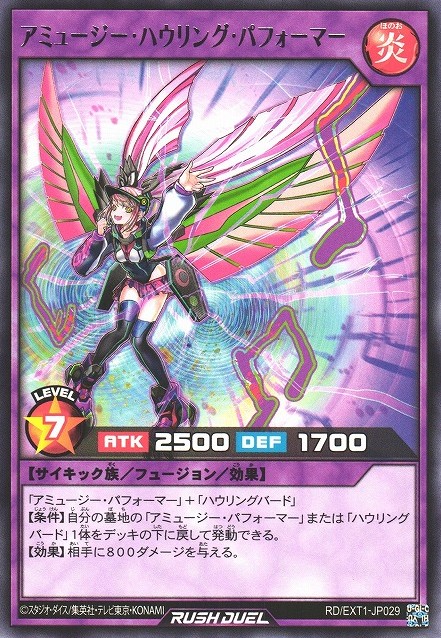 アミュージー・ハウリング・パフォーマー
ほのお
炎
LEVEL
7
ATK 2500 DEF 1700
【サイキック族/フュージョン/効果】
「アミュージー・パフォーマー」+「ハウリングバード」
【条件】自分の墓地の「アミュージー・パフォーマー」または「ハウリング
バード」1体をデッキの下に戻して発動できる。
【効果】相手に800ダメージを与える。
©スタジオ・ダイス/集英社・テレビ東京・KONAMI
RUSH DUEL
RD/EXT1-JP029